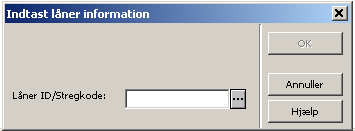 Indtast låner information
OK
Annuller
Låner ID/Stregkode:
...
Hjælp